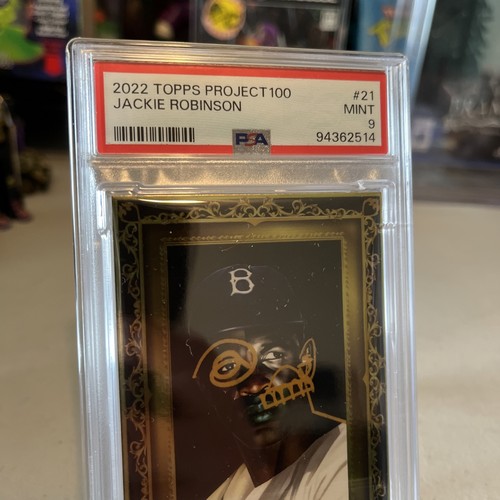 2022 TOPPS PROJECT100 #21
JACKIE ROBINSON MINT
9
PSA 94362514
B